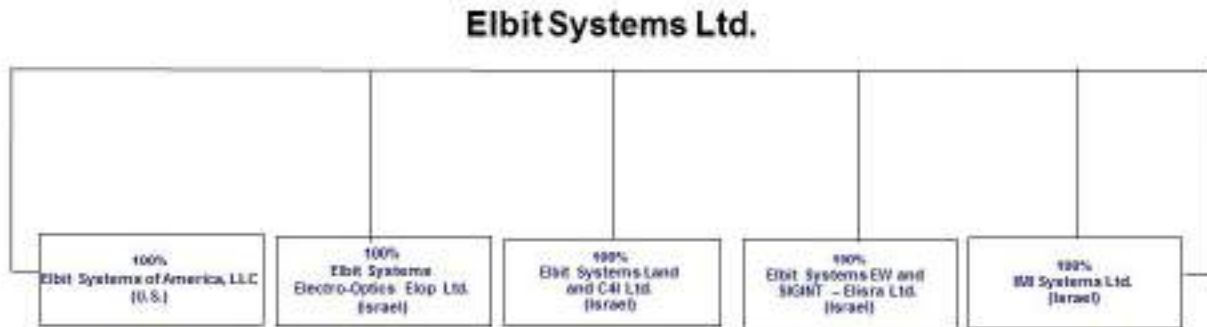 Elbit Systems Ltd.
100%
Elbit Systems of America, LLC
(U.S.)
100%
Elbit Systems
Electro-Optics Elop Ltd.
(Israel)
100%
Elbit Systems Land
and C4I Ltd.
(Israel)
100%
Elbit Systems EW and
SIGINT – Elisra Ltd.
(Israel)
100%
IMI Systems Ltd.
(Israel)